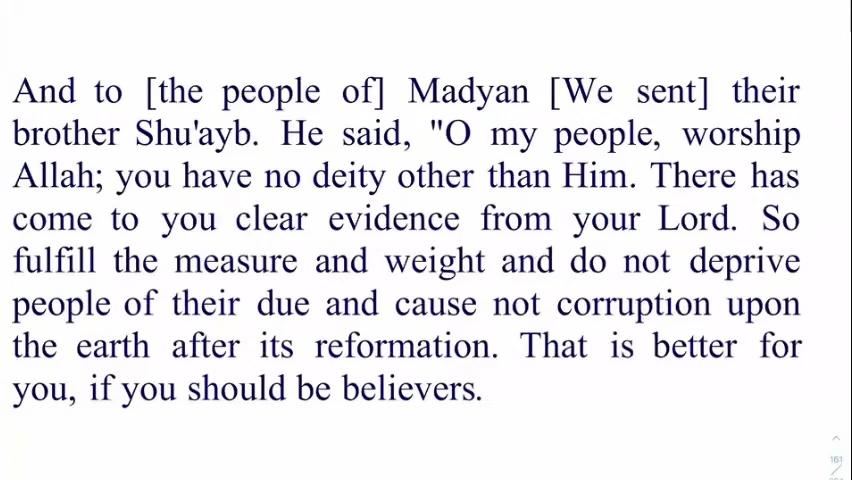 And to [the people of] Madyan [We sent] their
brother Shu'ayb. He said, "O my people, worship
Allah; you have no deity other than Him. There has
come to you clear evidence from your Lord. So
fulfill the measure and weight and do not deprive
people of their due and cause not corruption upon
the earth after its reformation. That is better for
you, if you should be believers.
161